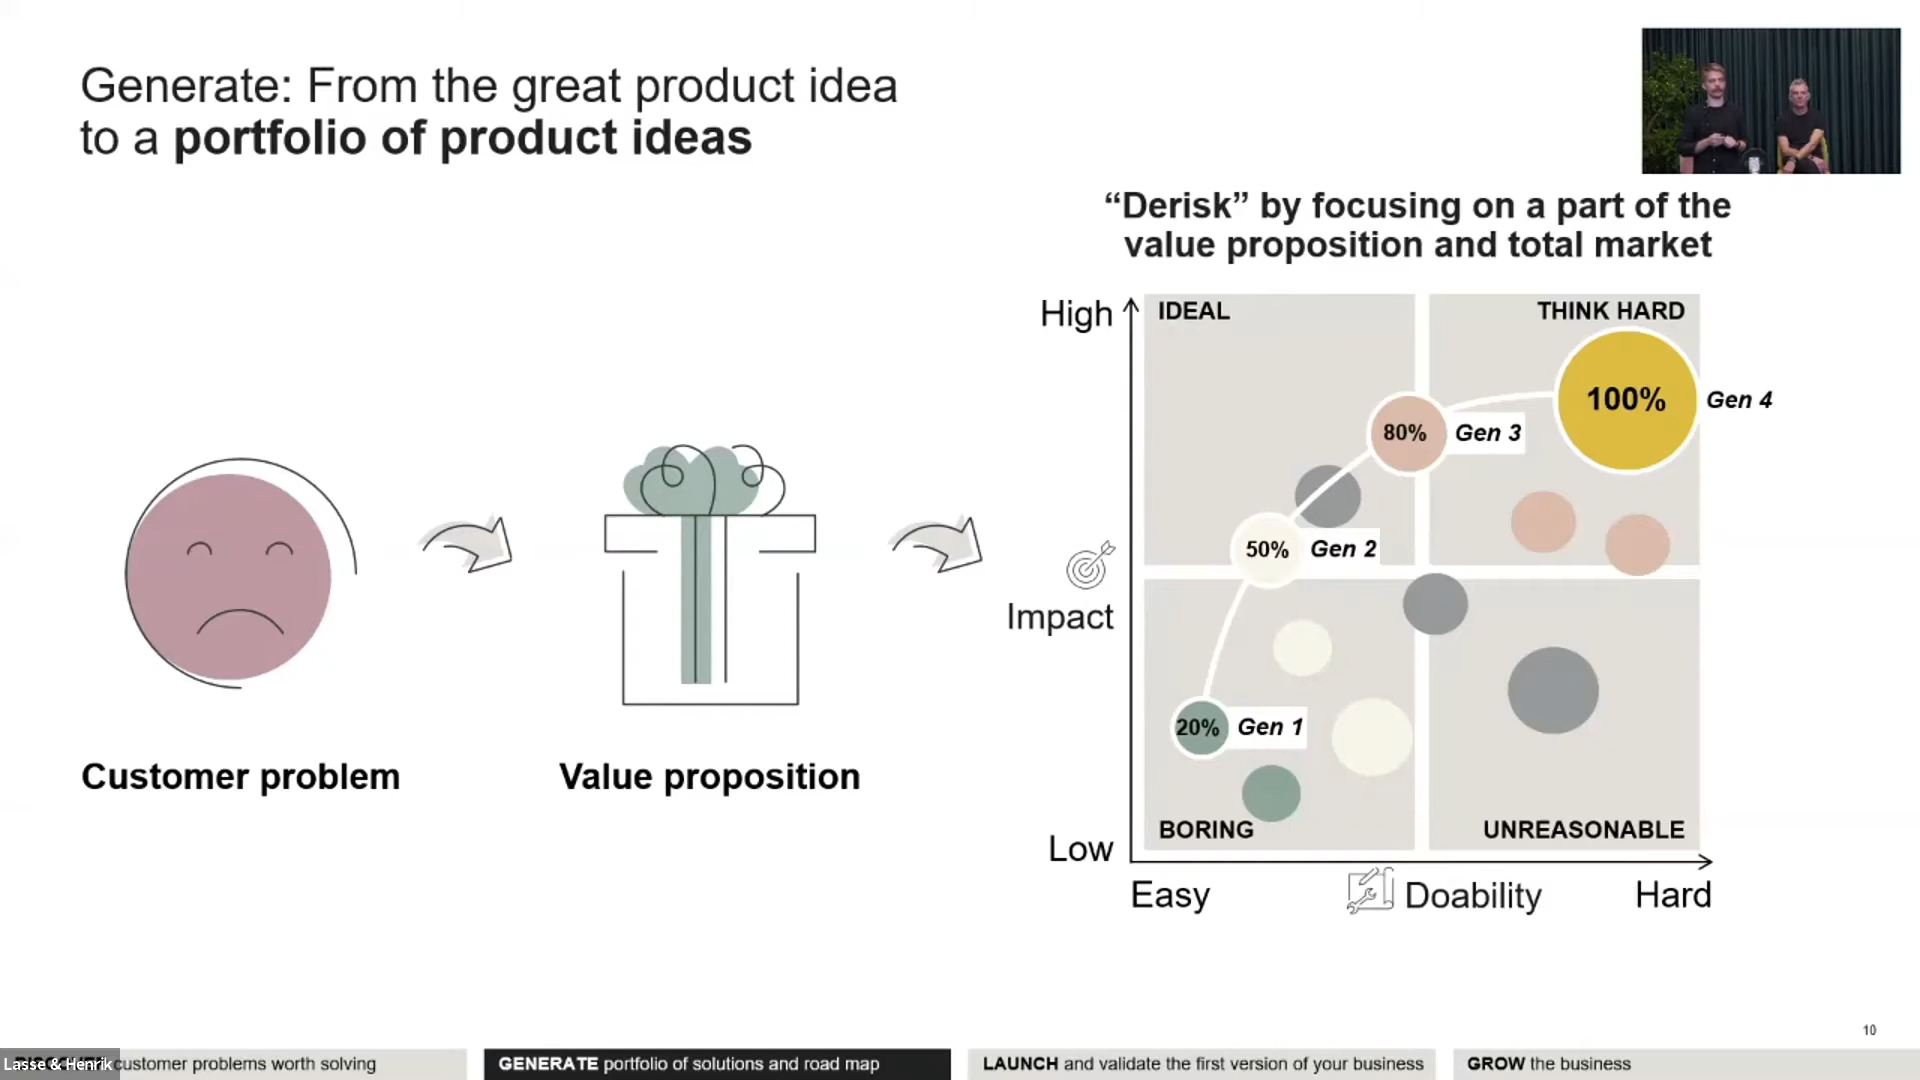 Generate: From the great product idea
to a portfolio of product ideas
“Derisk” by focusing on a part of the
value proposition and total market
High
IDEAL
THINK HARD
100%
Gen 4
80%
Gen 3
50%
Gen 2
Impact
20%
Gen 1
Customer problem
Value proposition
BORING
UNREASONABLE
Low
Easy
Doability
Hard
10
Lasse & Henrik
customer problems worth solving
GENERATE portfolio of solutions and road map
LAUNCH and validate the first version of your business
GROW the business